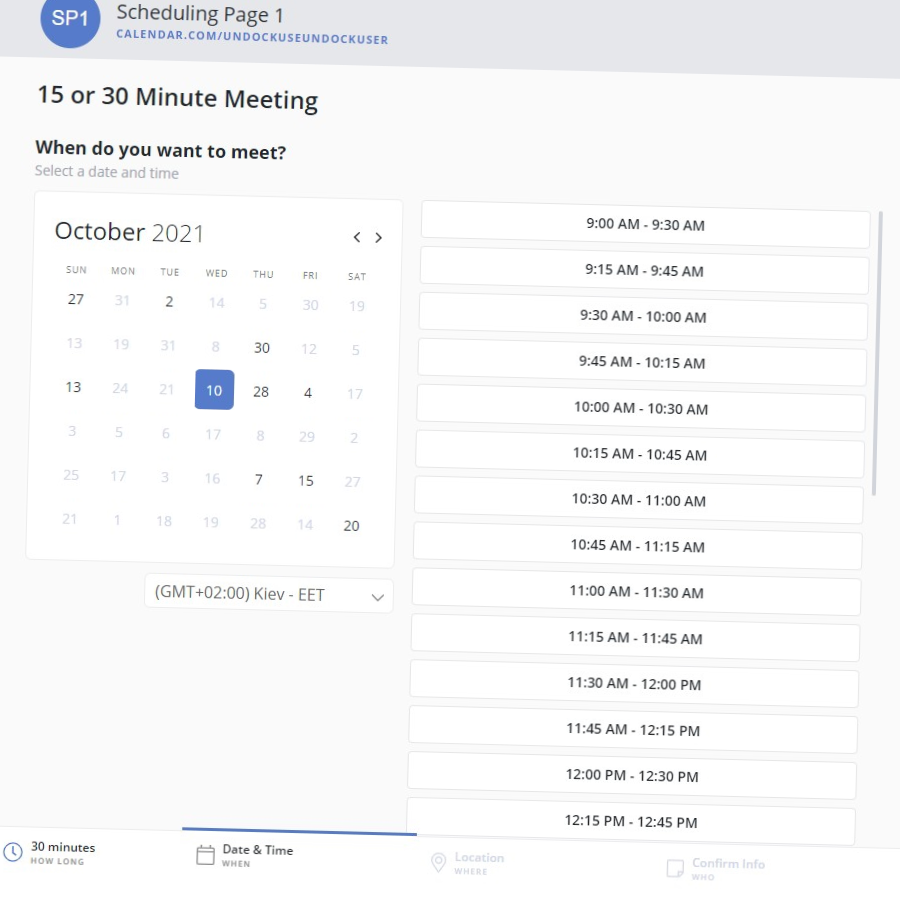 SP1
Scheduling Page 1
CALENDAR.COM/UNDOCKUSEUNDOCKUSER
15 or 30 Minute Meeting
When do you want to meet?
Select a date and time
October 2021
SUN MON TUE WED THU FRI SAT
27 31 2 14 5 30 19
13 19 31 8 30 12 5
13 24 21 10 28 4 17
3 5 6 17 8 29 2
25 17 3 16 7 15 27
21 1 18 19 28 14 20
(GMT+02:00) Kiev - EET
9:00 AM - 9:30 AM
9:15 AM - 9:45 AM
9:30 AM - 10:00 AM
9:45 AM - 10:15 AM
10:00 AM - 10:30 AM
10:15 AM - 10:45 AM
10:30 AM - 11:00 AM
10:45 AM - 11:15 AM
11:00 AM - 11:30 AM
11:15 AM - 11:45 AM
11:30 AM - 12:00 PM
11:45 AM - 12:15 PM
12:00 PM - 12:30 PM
12:15 PM - 12:45 PM
30 minutes
HOW LONG
Date & Time
WHEN
Location
WHERE
Confirm Info
WHO